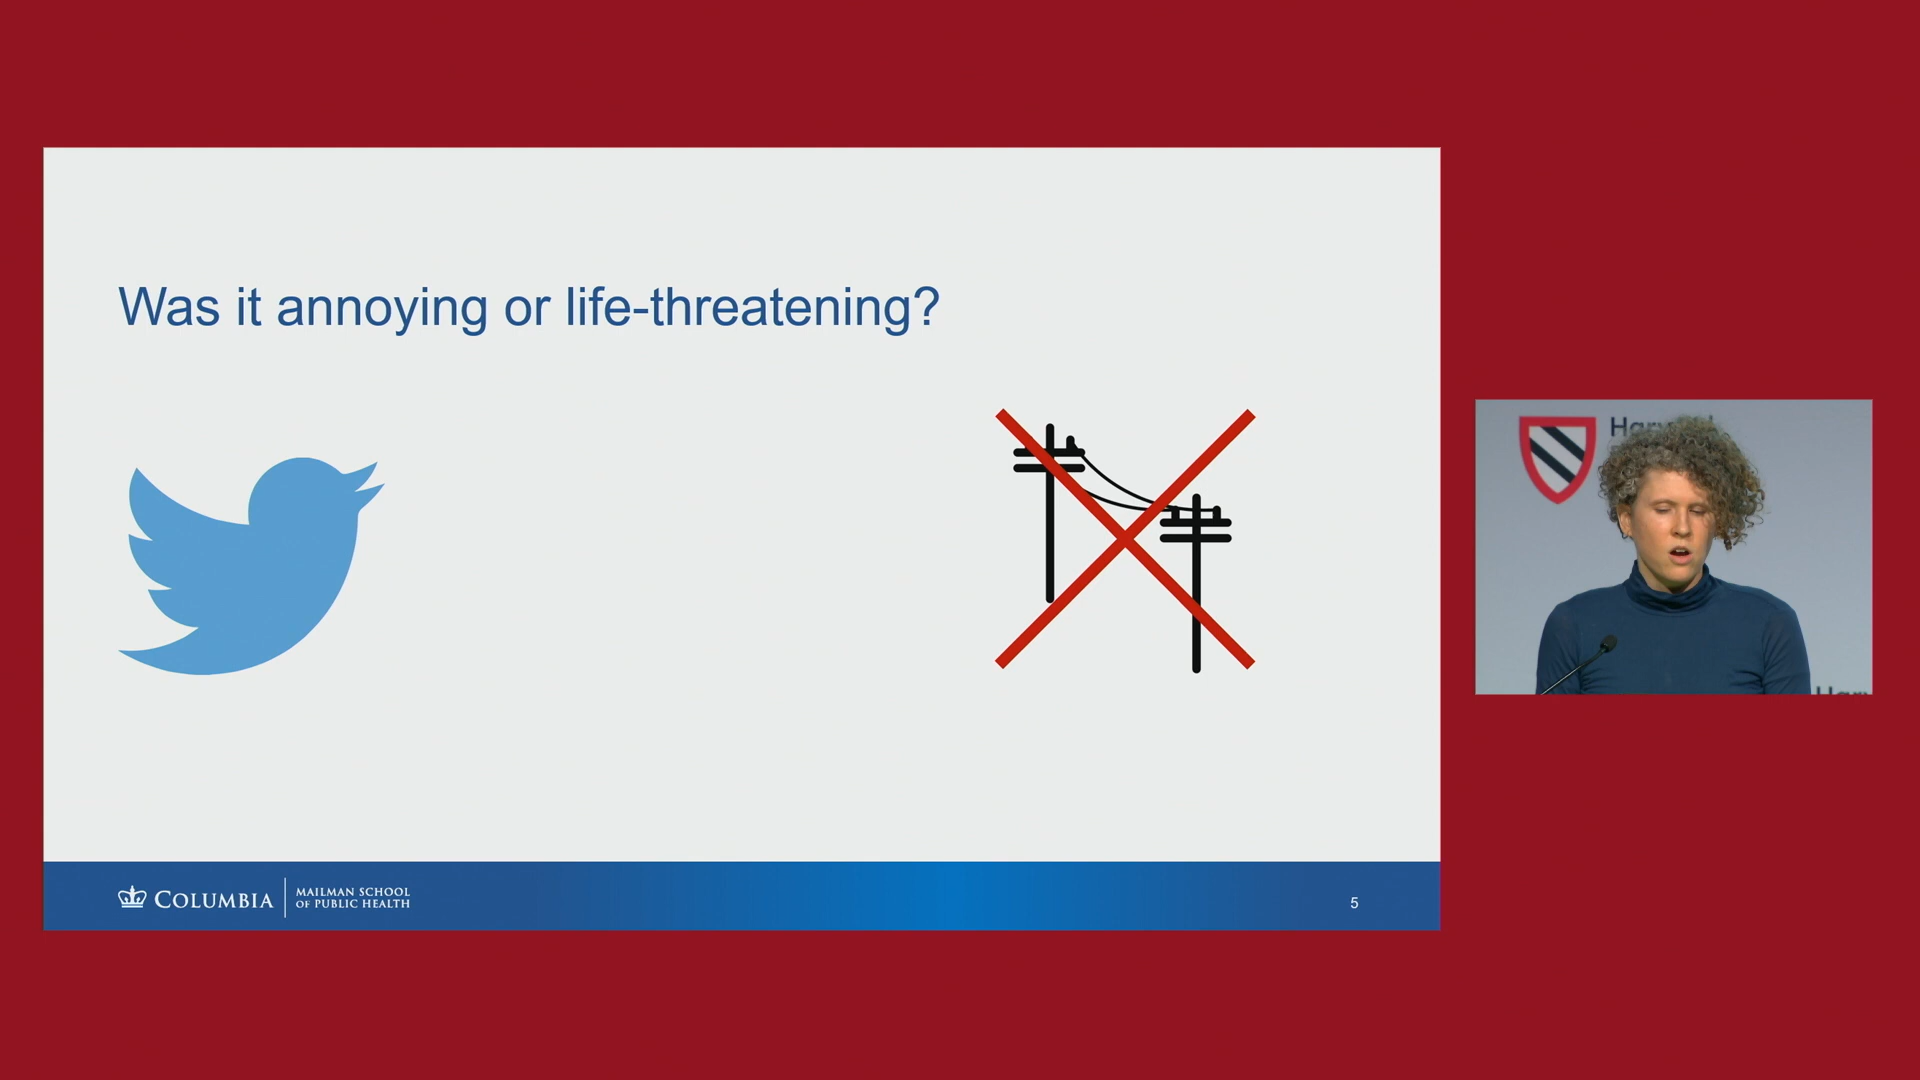 Was it annoying or life-threatening?
COLUMBIA
MAILMAN SCHOOL
OF PUBLIC HEALTH
5